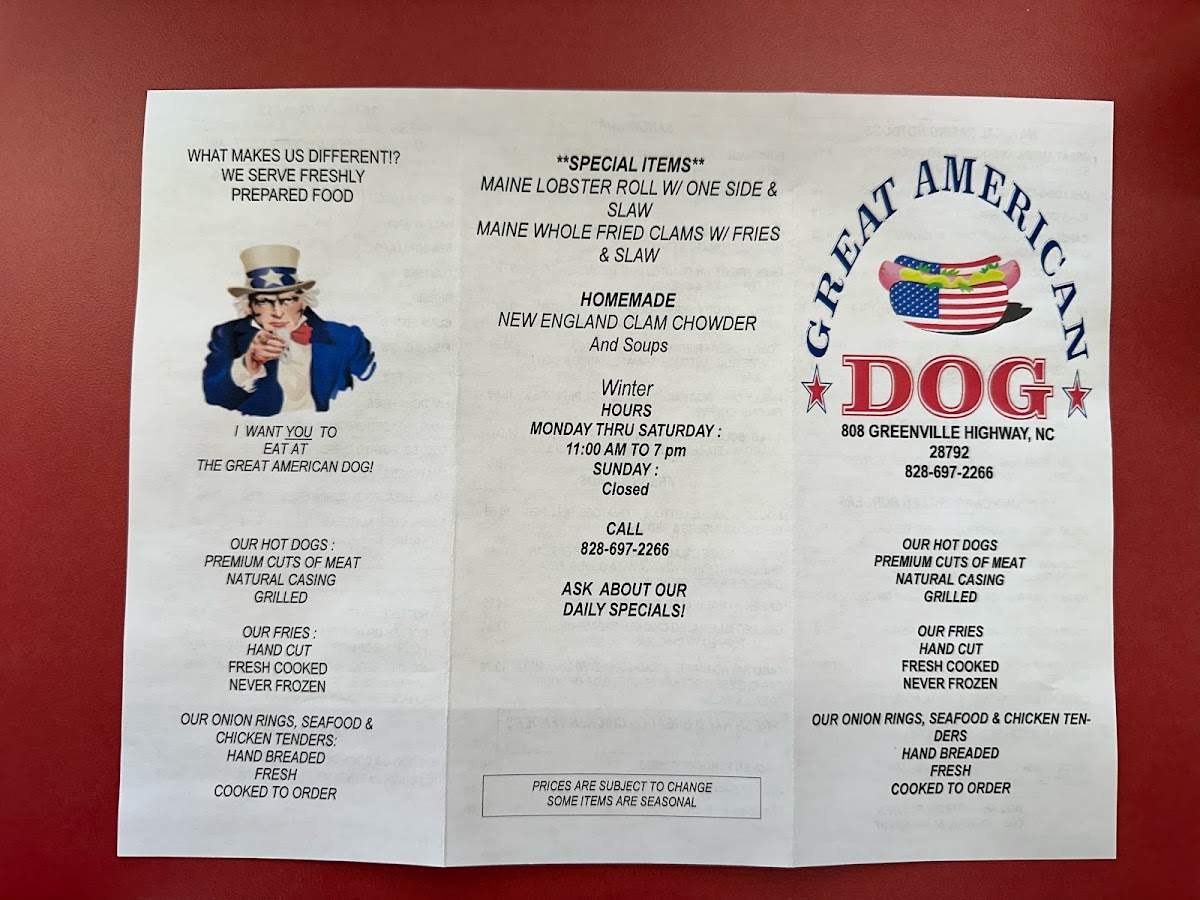 WHAT MAKES US DIFFERENT!?
WE SERVE FRESHLY
PREPARED FOOD
I WANT YOU TO
EAT AT
THE GREAT AMERICAN DOG!
OUR HOT DOGS :
PREMIUM CUTS OF MEAT
NATURAL CASING
GRILLED
OUR FRIES :
HAND CUT
FRESH COOKED
NEVER FROZEN
OUR ONION RINGS, SEAFOOD &
CHICKEN TENDERS:
HAND BREADED
FRESH
COOKED TO ORDER
**SPECIAL ITEMS**
MAINE LOBSTER ROLL W/ ONE SIDE &
SLAW
MAINE WHOLE FRIED CLAMS W/ FRIES
& SLAW
HOMEMADE
NEW ENGLAND CLAM CHOWDER
And Soups
Winter
HOURS
MONDAY THRU SATURDAY :
11:00 AM TO 7 pm
SUNDAY :
Closed
CALL
828-697-2266
ASK ABOUT OUR
DAILY SPECIALS!
PRICES ARE SUBJECT TO CHANGE
SOME ITEMS ARE SEASONAL
GREAT AMERICAN
DOG
808 GREENVILLE HIGHWAY, NC
28792
828-697-2266
OUR HOT DOGS
PREMIUM CUTS OF MEAT
NATURAL CASING
GRILLED
OUR FRIES
HAND CUT
FRESH COOKED
NEVER FROZEN
OUR ONION RINGS, SEAFOOD & CHICKEN TEN-
DERS
HAND BREADED
FRESH
COOKED TO ORDER